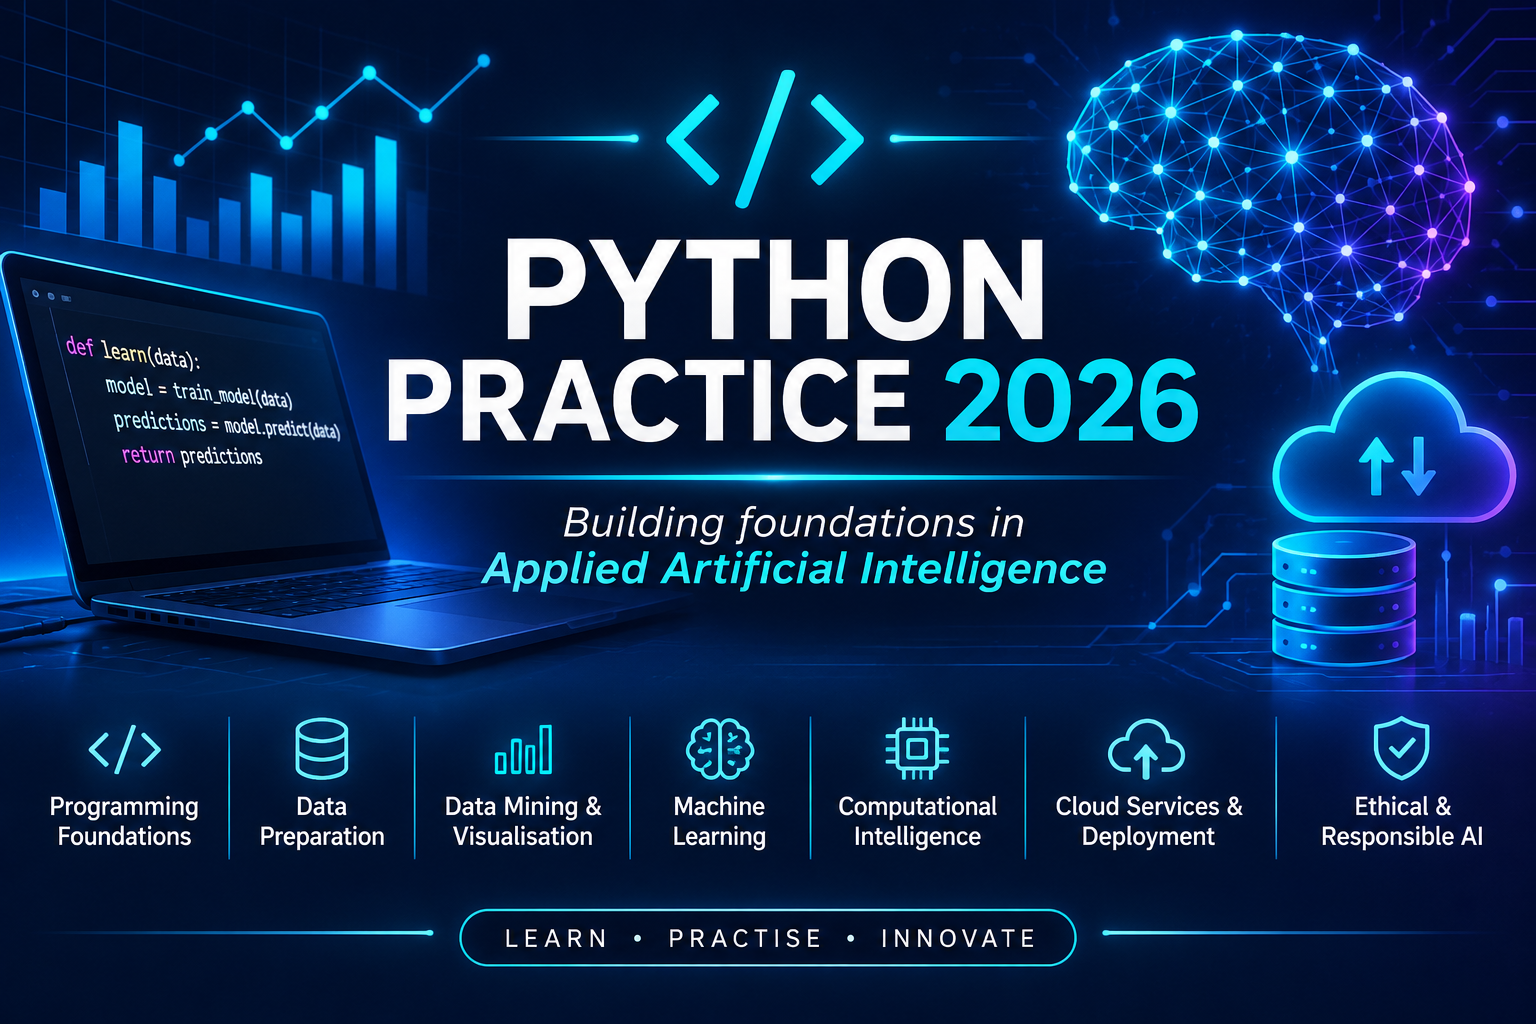 </>
PYTHON
PRACTICE 2026
Building foundations in
Applied Artificial Intelligence
def learn(data):
model = train_model(data)
predictions = model.predict(data)
return predictions
</>
Programming
Foundations
Data
Preparation
Data Mining &
Visualisation
Machine
Learning
Computational
Intelligence
Cloud Services &
Deployment
Ethical &
Responsible AI
LEARN • PRACTISE • INNOVATE